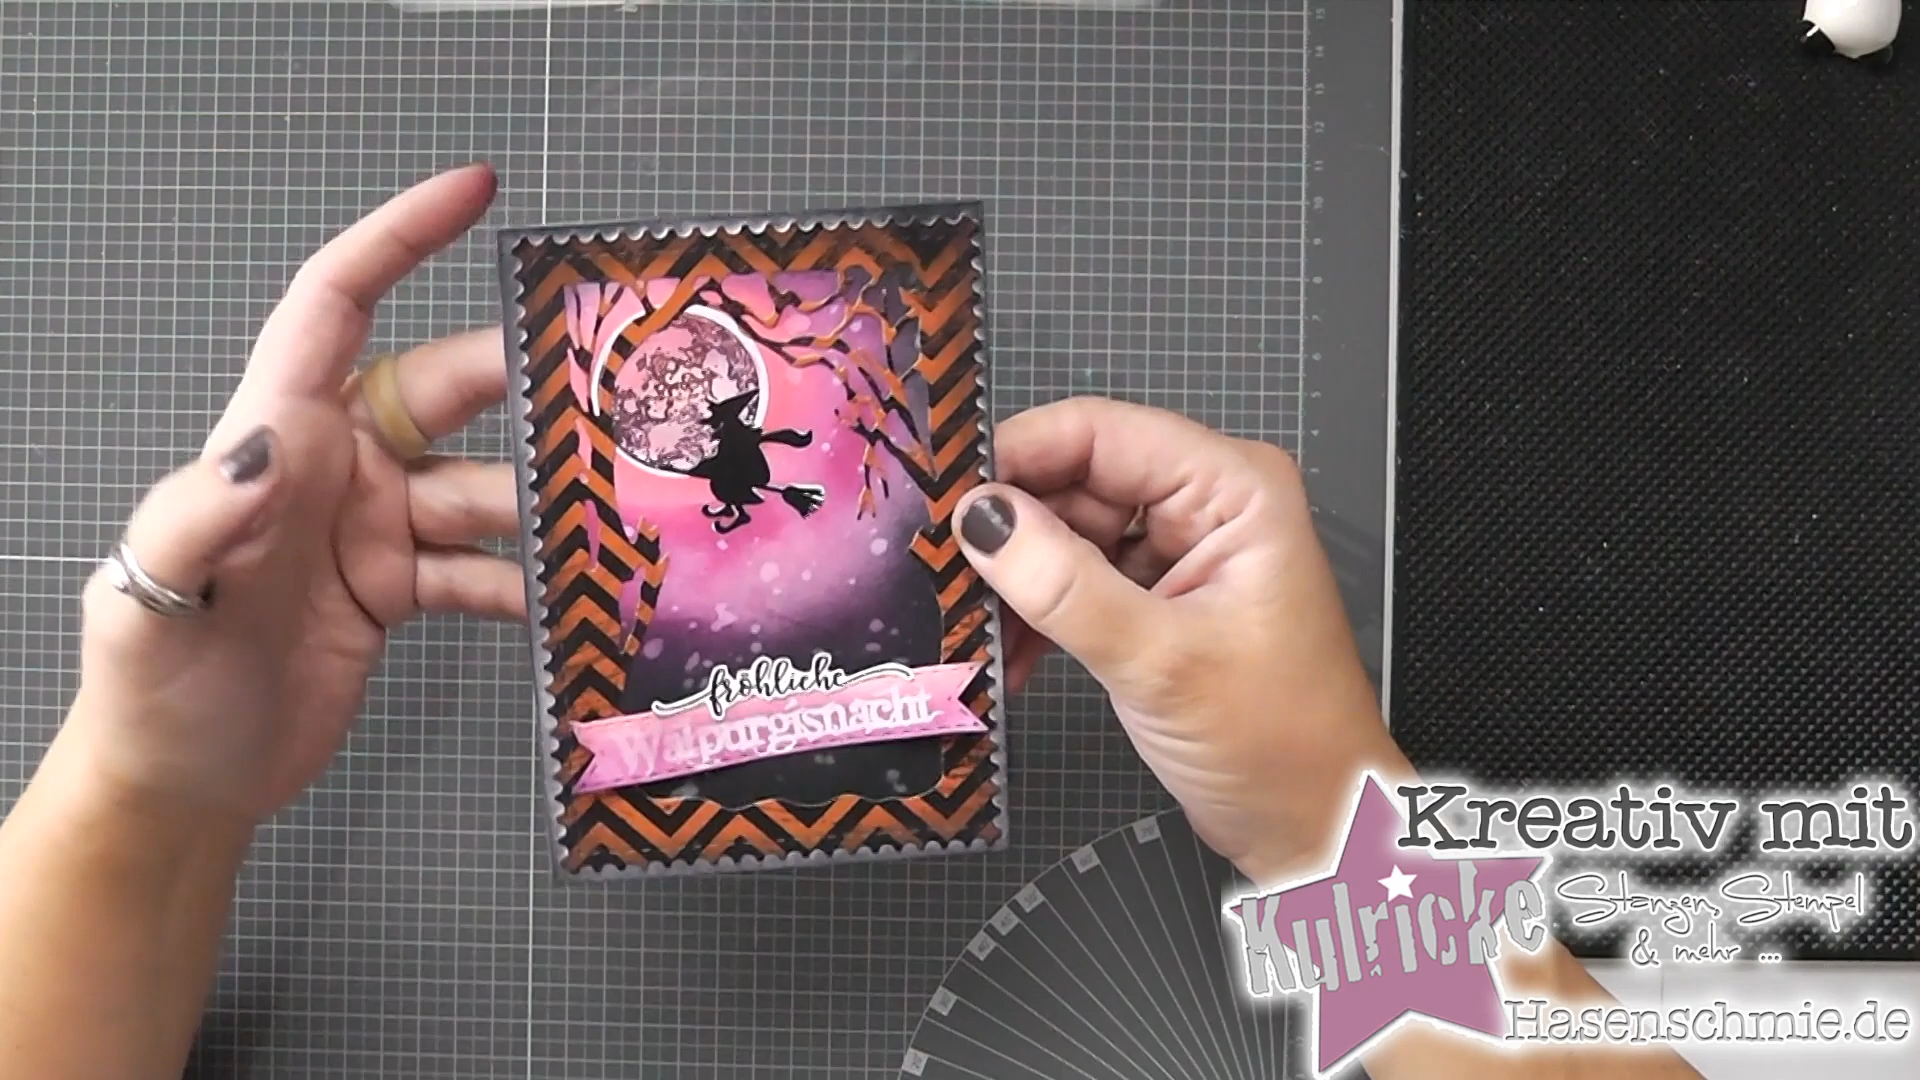 fröhliche
Walpurgisnacht
Kreativ mit
Kulricke
Stanzen, Stempel
& mehr ...
Hasenschmie.de